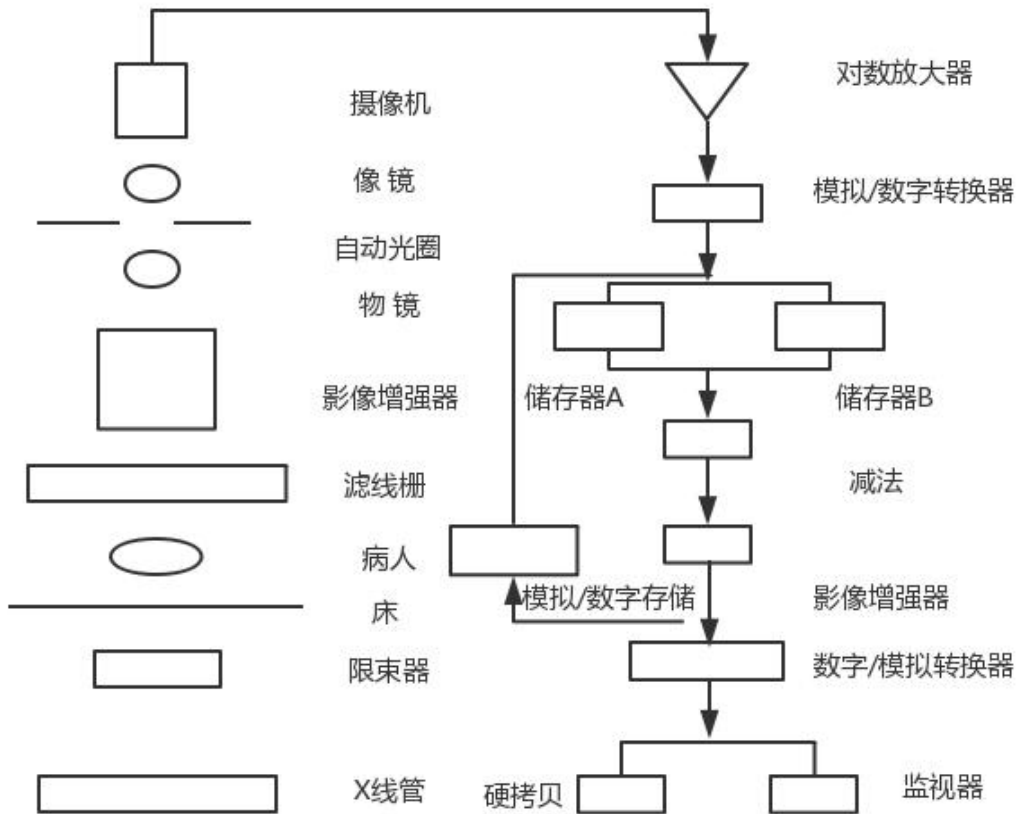 对数放大器
摄像机
像 镜
模拟/数字转换器
自动光圈
物 镜
影像增强器
储存器A
储存器B
滤线栅
减法
病人
模拟/数字存储
影像增强器
床
限束器
数字/模拟转换器
X线管
硬拷贝
监视器